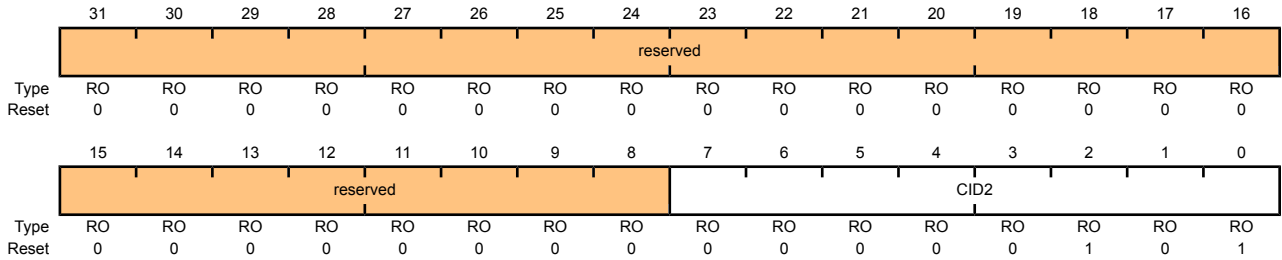 31 30 29 28 27 26 25 24 23 22 21 20 19 18 17 16
reserved
Type RO RO RO RO RO RO RO RO RO RO RO RO RO RO RO RO
Reset 0 0 0 0 0 0 0 0 0 0 0 0 0 0 0 0
15 14 13 12 11 10 9 8 7 6 5 4 3 2 1 0
reserved CID2
Type RO RO RO RO RO RO RO RO RO RO RO RO RO RO RO RO
Reset 0 0 0 0 0 0 0 0 0 0 0 0 0 1 0 1